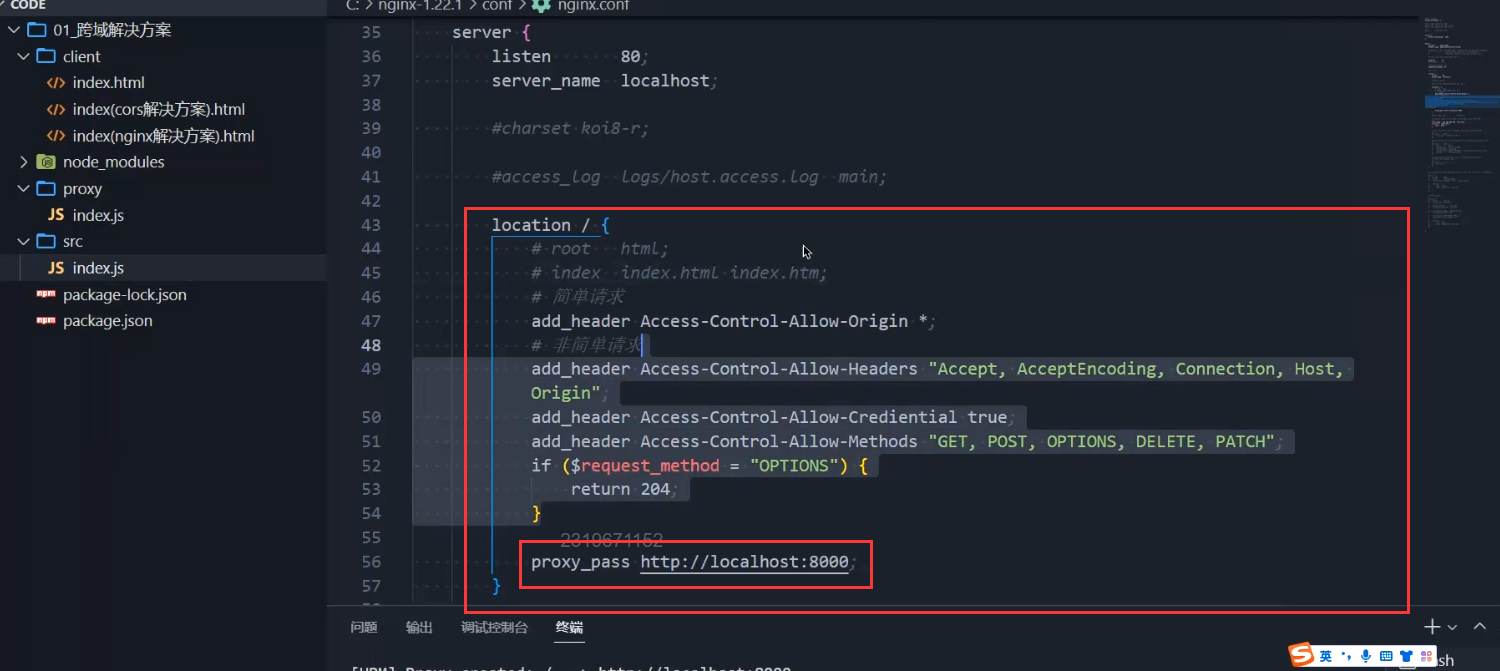 CODE
C: > nginx-1.22.1 > conf > nginx.conf
01_跨域解决方案
client
index.html
index(cors解决方案).html
index(nginx解决方案).html
node_modules
proxy
JS index.js
src
JS index.js
npm package-lock.json
npm package.json
35 server {
36 listen 80;
37 server_name localhost;
38
39 #charset koi8-r;
40
41 #access_log logs/host.access.log main;
42
43 location / {
44 # root html;
45 # index index.html index.htm;
46 # 简单请求
47 add_header Access-Control-Allow-Origin *;
48 # 非简单请求
49 add_header Access-Control-Allow-Headers "Accept, AcceptEncoding, Connection, Host,
Origin";
50 add_header Access-Control-Allow-Crediential true;
51 add_header Access-Control-Allow-Methods "GET, POST, OPTIONS, DELETE, PATCH";
52 if ($request_method = "OPTIONS") {
53 return 204;
54 }
55
2319671152
56 proxy_pass http://localhost:8000;
57 }
问题 输出 调试控制台 终端
[HPM] Proxy created: /
英